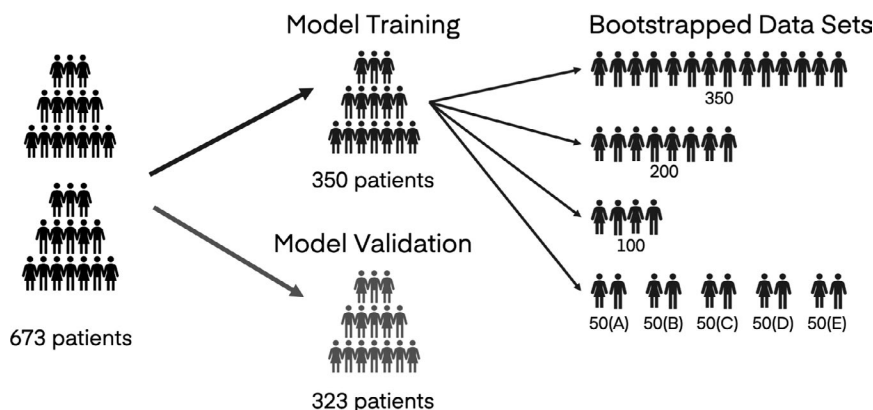 Model Training
Bootstrapped Data Sets
350
350 patients
200
100
Model Validation
50(A) 50(B) 50(C) 50(D) 50(E)
673 patients
323 patients